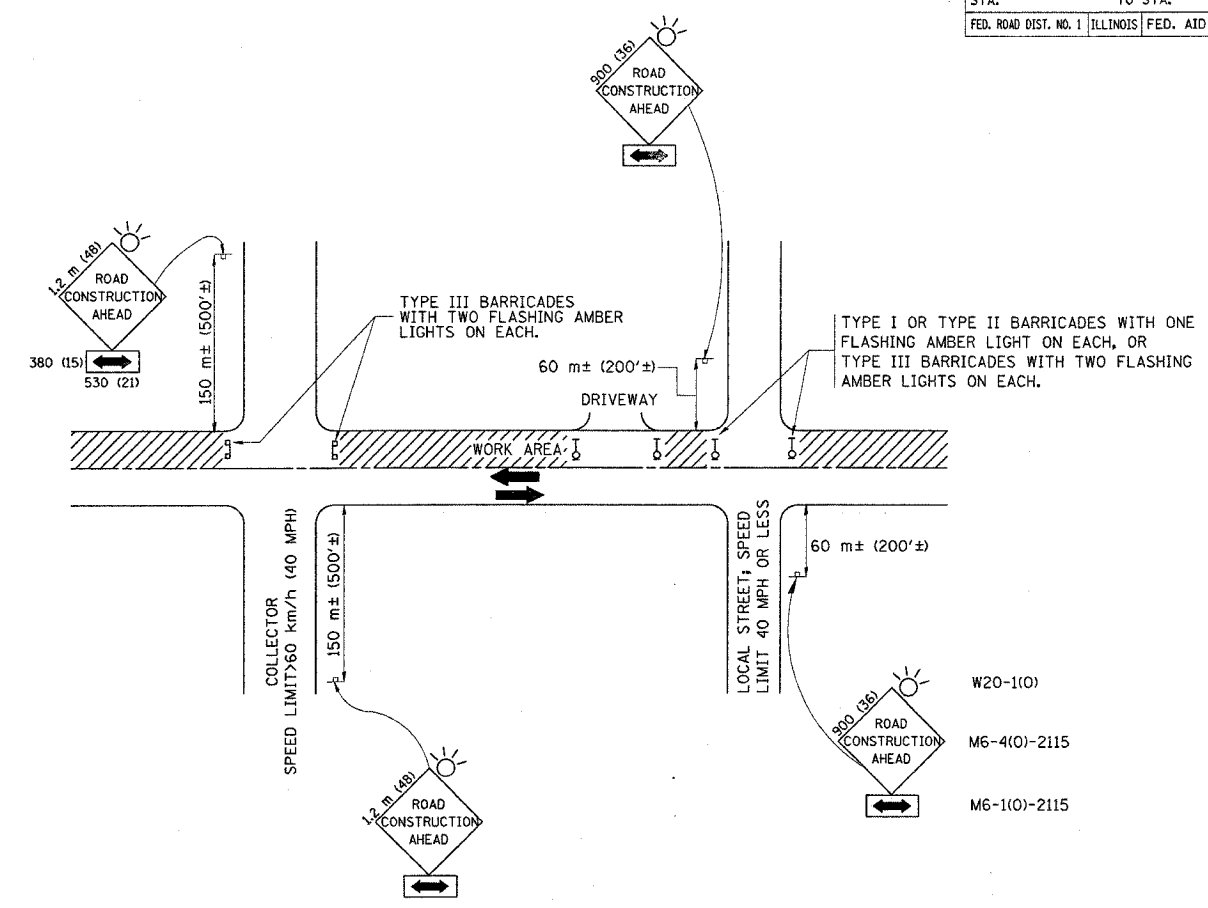 TO STA.
FED. ROAD DIST. NO. 1 ILLINOIS FED. AID
900 (36)
ROAD
CONSTRUCTION
AHEAD
1.2 m (48)
ROAD
CONSTRUCTION
AHEAD
380 (15)
530 (21)
150 m± (500'±)
TYPE III BARRICADES
WITH TWO FLASHING AMBER
LIGHTS ON EACH.
60 m± (200'±)
DRIVEWAY
TYPE I OR TYPE II BARRICADES WITH ONE
FLASHING AMBER LIGHT ON EACH, OR
TYPE III BARRICADES WITH TWO FLASHING
AMBER LIGHTS ON EACH.
WORK AREA
COLLECTOR
SPEED LIMIT>60 km/h (40 MPH)
150 m± (500'±)
LOCAL STREET; SPEED
LIMIT 40 MPH OR LESS
60 m± (200'±)
900 (36)
ROAD
CONSTRUCTION
AHEAD
W20-1(O)
M6-4(O)-2115
M6-1(O)-2115
1.2 m (48)
ROAD
CONSTRUCTION
AHEAD